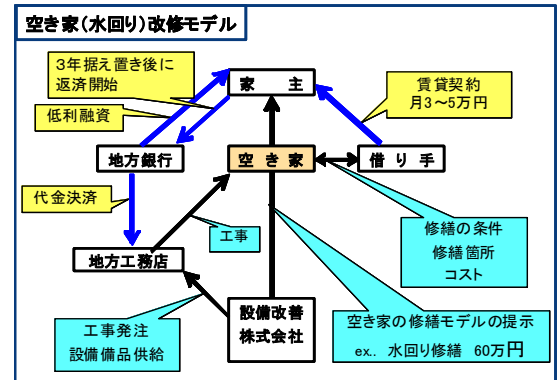 空き家(水回り)改修モデル
3年据え置き後に
返済開始
家 主
賃貸契約
月3～5万円
低利融資
地方銀行
空 き 家
借 り 手
代金決済
工事
修繕の条件
修繕箇所
コスト
地方工務店
設備改善
株式会社
工事発注
設備備品供給
空き家の修繕モデルの提示
ex.. 水回り修繕 60万円